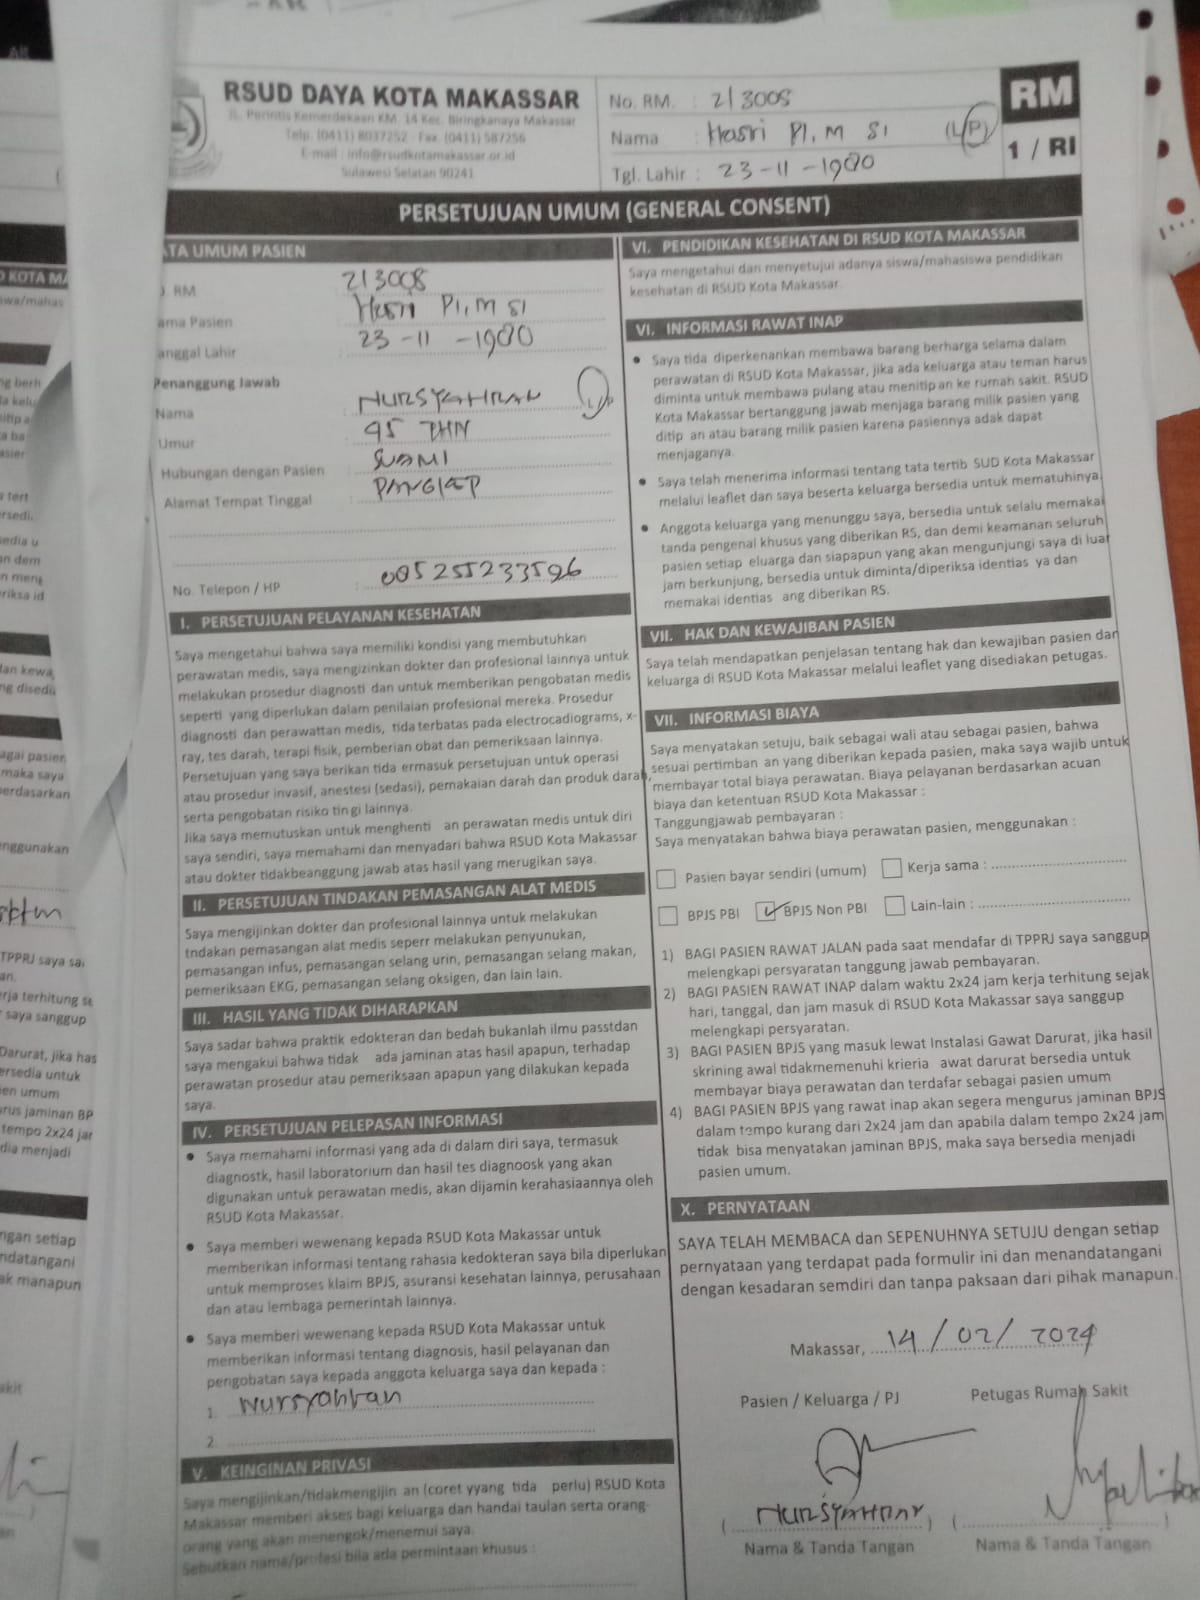 RSUD DAYA KOTA MAKASSAR
JL. Perintis Kemerdekaan KM. 14 Kec. Biringkanaya Makassar
Telp. (0411) 8037252 - Fax. (0411) 587256
E-mail : info@rsudkotamakassar.or.id
Sulawesi Selatan 90241
No. RM. : 213008
Nama : Hasri PI, M SI (L/P)
Tgl. Lahir : 23-11-1980
RM
1 / RI
PERSETUJUAN UMUM (GENERAL CONSENT)
TA UMUM PASIEN
RM 213008
ama Pasien : Hasri PI, M SI
anggal Lahir : 23-11-1980
Penanggung Jawab
Nama : NURSYAHRAN
Umur : 45 THN
Hubungan dengan Pasien : SUAMI
Alamat Tempat Tinggal : PANGKEP
No. Telepon / HP : 085255233596
I. PERSETUJUAN PELAYANAN KESEHATAN
Saya mengetahui bahwa saya memiliki kondisi yang membutuhkan
perawatan medis, saya mengizinkan dokter dan profesional lainnya untuk
melakukan prosedur diagnosti dan untuk memberikan pengobatan medis
seperti yang diperlukan dalam penilaian profesional mereka. Prosedur
diagnosti dan perawattan medis, tida terbatas pada electrocadiograms, x-
ray, tes darah, terapi fisik, pemberian obat dan pemeriksaan lainnya.
Persetujuan yang saya berikan tida ermasuk persetujuan untuk operasi
atau prosedur invasif, anestesi (sedasi), pemakaian darah dan produk darah,
serta pengobatan risiko tin gi lainnya.
Jika saya memutuskan untuk menghenti an perawatan medis untuk diri
saya sendiri, saya memahami dan menyadari bahwa RSUD Kota Makassar
atau dokter tidakbeanggung jawab atas hasil yang merugikan saya.
II. PERSETUJUAN TINDAKAN PEMASANGAN ALAT MEDIS
Saya mengijinkan dokter dan profesional lainnya untuk melakukan
tndakan pemasangan alat medis seperr melakukan penyunukan,
pemasangan infus, pemasangan selang urin, pemasangan selang makan,
pemeriksaan EKG, pemasangan selang oksigen, dan lain lain.
III. HASIL YANG TIDAK DIHARAPKAN
Saya sadar bahwa praktik edokteran dan bedah bukanlah ilmu passtdan
saya mengakui bahwa tidak ada jaminan atas hasil apapun, terhadap
perawatan prosedur atau pemeriksaan apapun yang dilakukan kepada
saya.
IV. PERSETUJUAN PELEPASAN INFORMASI
• Saya memahami informasi yang ada di dalam diri saya, termasuk
diagnostk, hasil laboratorium dan hasil tes diagnoosk yang akan
digunakan untuk perawatan medis, akan dijamin kerahasiaannya oleh
RSUD Kota Makassar.
• Saya memberi wewenang kepada RSUD Kota Makassar untuk
memberikan informasi tentang rahasia kedokteran saya bila diperlukan
untuk memproses klaim BPJS, asuransi kesehatan lainnya, perusahaan
dan atau lembaga pemerintah lainnya.
• Saya memberi wewenang kepada RSUD Kota Makassar untuk
memberikan informasi tentang diagnosis, hasil pelayanan dan
pengobatan saya kepada anggota keluarga saya dan kepada :
1. Nursyahran
2.
V. KEINGINAN PRIVASI
Saya mengijinkan/tidakmengijin an (coret yyang tida perlu) RSUD Kota
Makassar memberi akses bagi keluarga dan handai taulan serta orang-
orang yang akan menengok/menemui saya.
Sebutkan nama/profesi bila ada permintaan khusus :
VI. PENDIDIKAN KESEHATAN DI RSUD KOTA MAKASSAR
Saya mengetahui dan menyetujui adanya siswa/mahasiswa pendidikan
kesehatan di RSUD Kota Makassar.
VI. INFORMASI RAWAT INAP
• Saya tida diperkenankan membawa barang berharga selama dalam
perawatan di RSUD Kota Makassar, jika ada keluarga atau teman harus
diminta untuk membawa pulang atau menitip an ke rumah sakit. RSUD
Kota Makassar bertanggung jawab menjaga barang milik pasien yang
ditip an atau barang milik pasien karena pasiennya adak dapat
menjaganya.
• Saya telah menerima informasi tentang tata tertib SUD Kota Makassar
melalui leaflet dan saya beserta keluarga bersedia untuk mematuhinya.
• Anggota keluarga yang menunggu saya, bersedia untuk selalu memakai
tanda pengenal khusus yang diberikan RS, dan demi keamanan seluruh
pasien setiap eluarga dan siapapun yang akan mengunjungi saya di luar
jam berkunjung, bersedia untuk diminta/diperiksa identias ya dan
memakai identias ang diberikan RS.
VII. HAK DAN KEWAJIBAN PASIEN
Saya telah mendapatkan penjelasan tentang hak dan kewajiban pasien dan
keluarga di RSUD Kota Makassar melalui leaflet yang disediakan petugas.
VII. INFORMASI BIAYA
Saya menyatakan setuju, baik sebagai wali atau sebagai pasien, bahwa
sesuai pertimban an yang diberikan kepada pasien, maka saya wajib untuk
membayar total biaya perawatan. Biaya pelayanan berdasarkan acuan
biaya dan ketentuan RSUD Kota Makassar :
Tanggungjawab pembayaran :
Saya menyatakan bahwa biaya perawatan pasien, menggunakan :
Pasien bayar sendiri (umum) Kerja sama :
BPJS PBI BPJS Non PBI Lain-lain :
1) BAGI PASIEN RAWAT JALAN pada saat mendafar di TPPRJ saya sanggup
melengkapi persyaratan tanggung jawab pembayaran.
2) BAGI PASIEN RAWAT INAP dalam waktu 2x24 jam kerja terhitung sejak
hari, tanggal, dan jam masuk di RSUD Kota Makassar saya sanggup
melengkapi persyaratan.
3) BAGI PASIEN BPJS yang masuk lewat Instalasi Gawat Darurat, jika hasil
skrining awal tidakmemenuhi krieria awat darurat bersedia untuk
membayar biaya perawatan dan terdafar sebagai pasien umum
4) BAGI PASIEN BPJS yang rawat inap akan segera mengurus jaminan BPJS
dalam tempo kurang dari 2x24 jam dan apabila dalam tempo 2x24 jam
tidak bisa menyatakan jaminan BPJS, maka saya bersedia menjadi
pasien umum.
X. PERNYATAAN
SAYA TELAH MEMBACA dan SEPENUHNYA SETUJU dengan setiap
pernyataan yang terdapat pada formulir ini dan menandatangani
dengan kesadaran semdiri dan tanpa paksaan dari pihak manapun.
Makassar, 14/02/2024
Pasien / Keluarga / PJ Petugas Rumah Sakit
( NURSYAHRAN ) ( )
Nama & Tanda Tangan Nama & Tanda Tangan